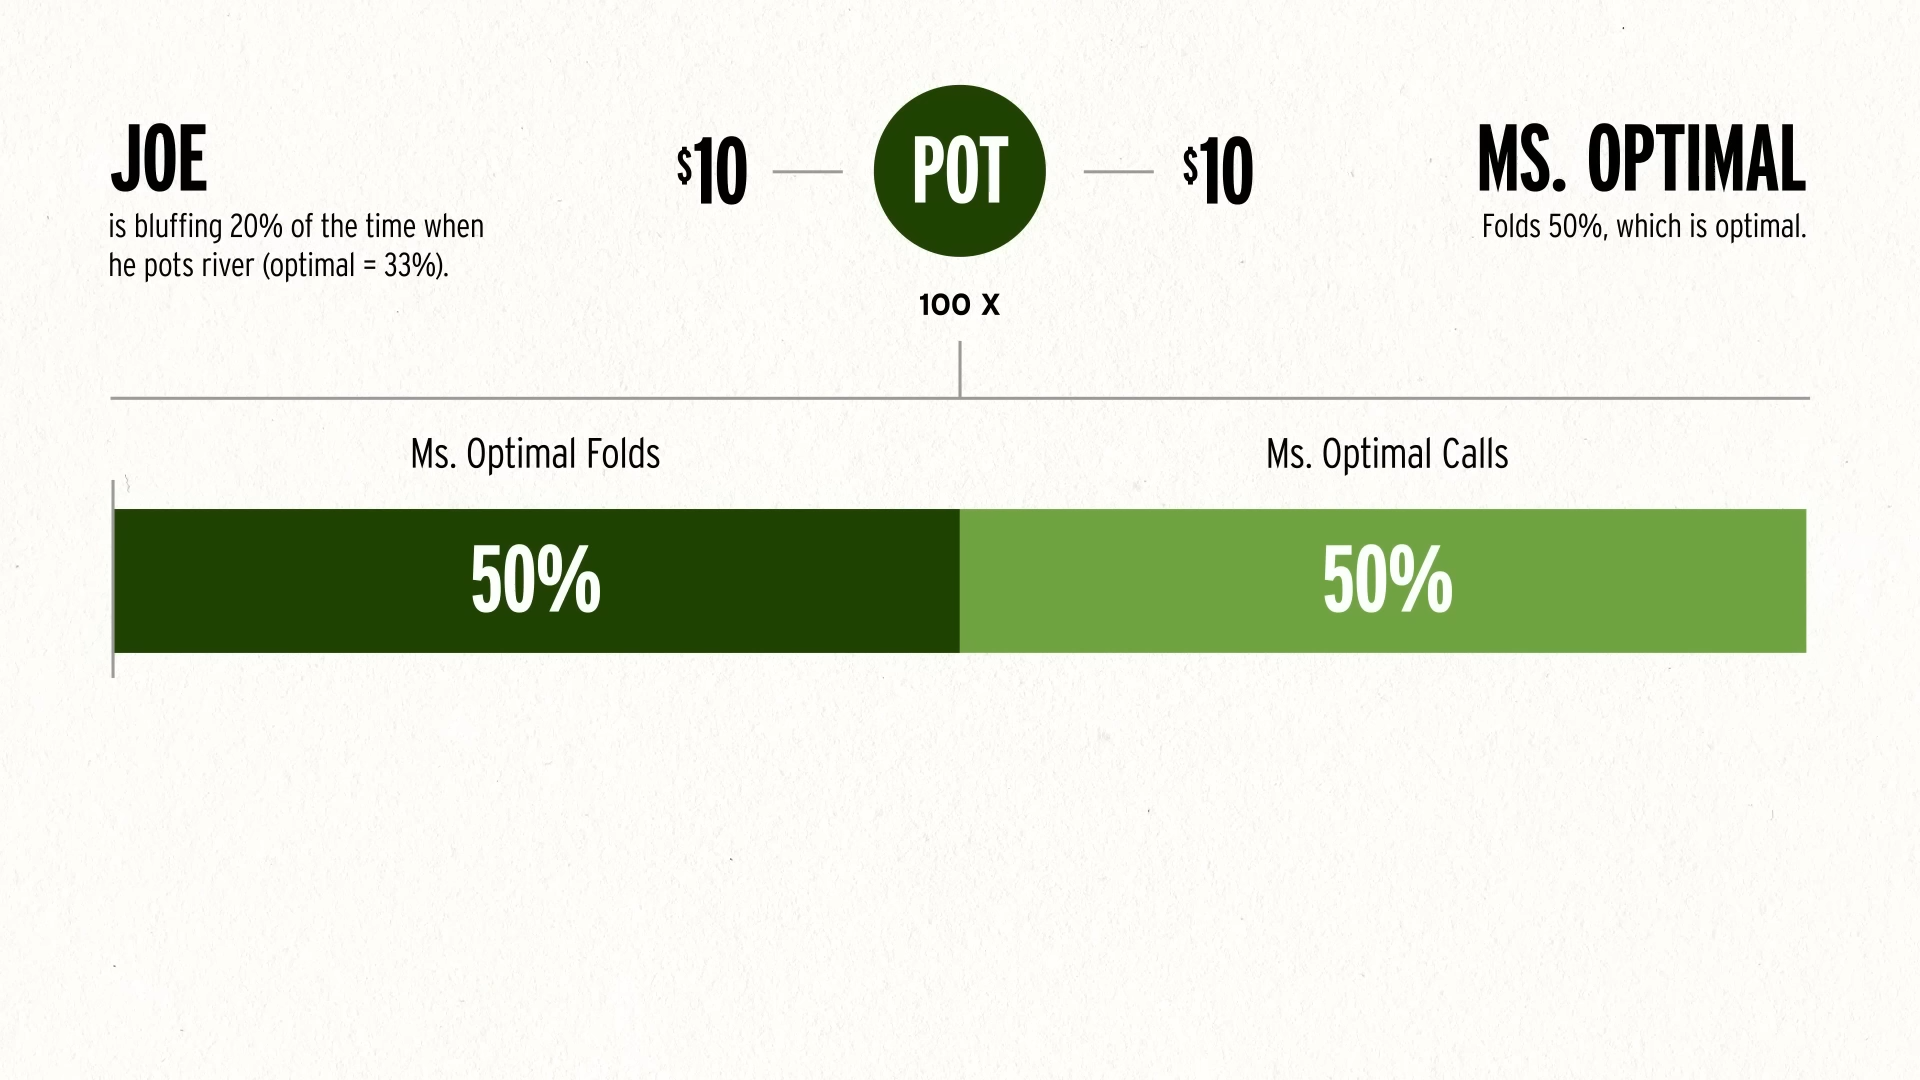 JOE
is bluffing 20% of the time when
he pots river (optimal = 33%).
$10
POT
$10
100 X
MS. OPTIMAL
Folds 50%, which is optimal.
Ms. Optimal Folds
Ms. Optimal Calls
50%
50%